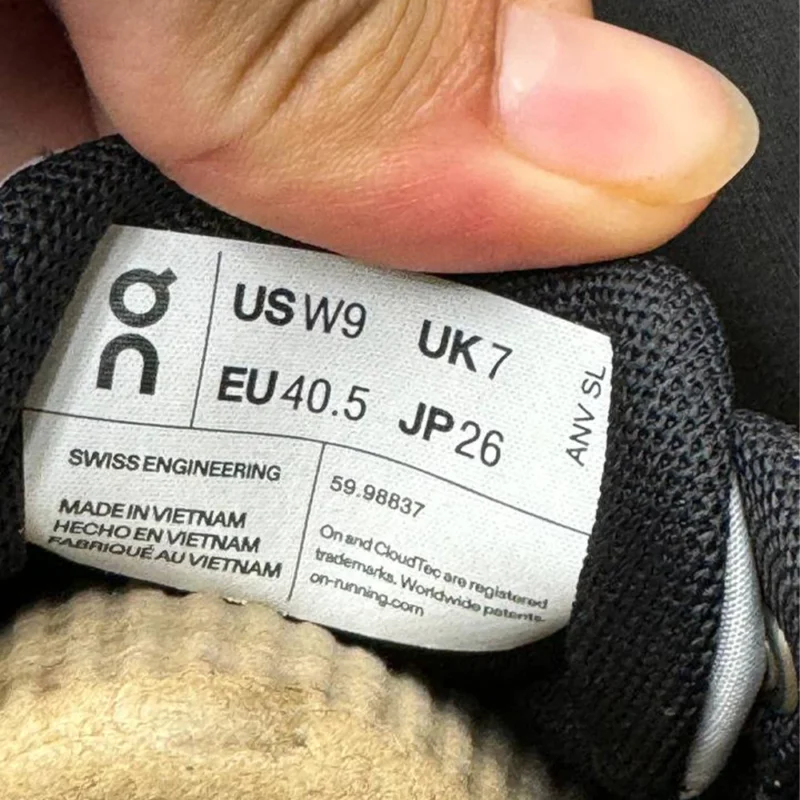 On
US W9 UK 7
EU 40.5 JP 26
ANV SL
SWISS ENGINEERING
MADE IN VIETNAM
HECHO EN VIETNAM
FABRIQUÉ AU VIETNAM
59.98837
On and CloudTec are registered
trademarks. Worldwide patents.
on-running.com